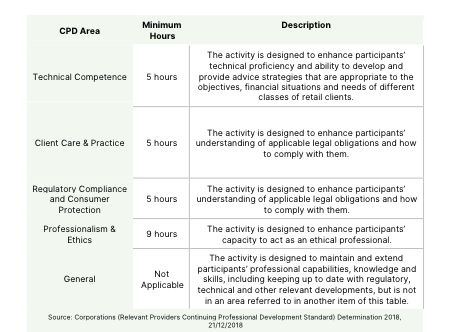 CPD Area
Minimum
Hours
Description
Technical Competence
5 hours
The activity is designed to enhance participants'
technical proficiency and ability to develop and
provide advice strategies that are appropriate to the
objectives, financial situations and needs of different
classes of retail clients.
Client Care & Practice
5 hours
The activity is designed to enhance participants'
understanding of applicable legal obligations and how
to comply with them.
Regulatory Compliance
and Consumer
Protection
5 hours
The activity is designed to enhance participants'
understanding of applicable legal obligations and how
to comply with them.
Professionalism &
Ethics
9 hours
The activity is designed to enhance participants'
capacity to act as an ethical professional.
General
Not
Applicable
The activity is designed to maintain and extend
participants' professional capabilities, knowledge and
skills, including keeping up to date with regulatory,
technical and other relevant developments, but is not
in an area referred to in another item of this table.
Source: Corporations (Relevant Providers Continuing Professional Development Standard) Determination 2018,
21/12/2018